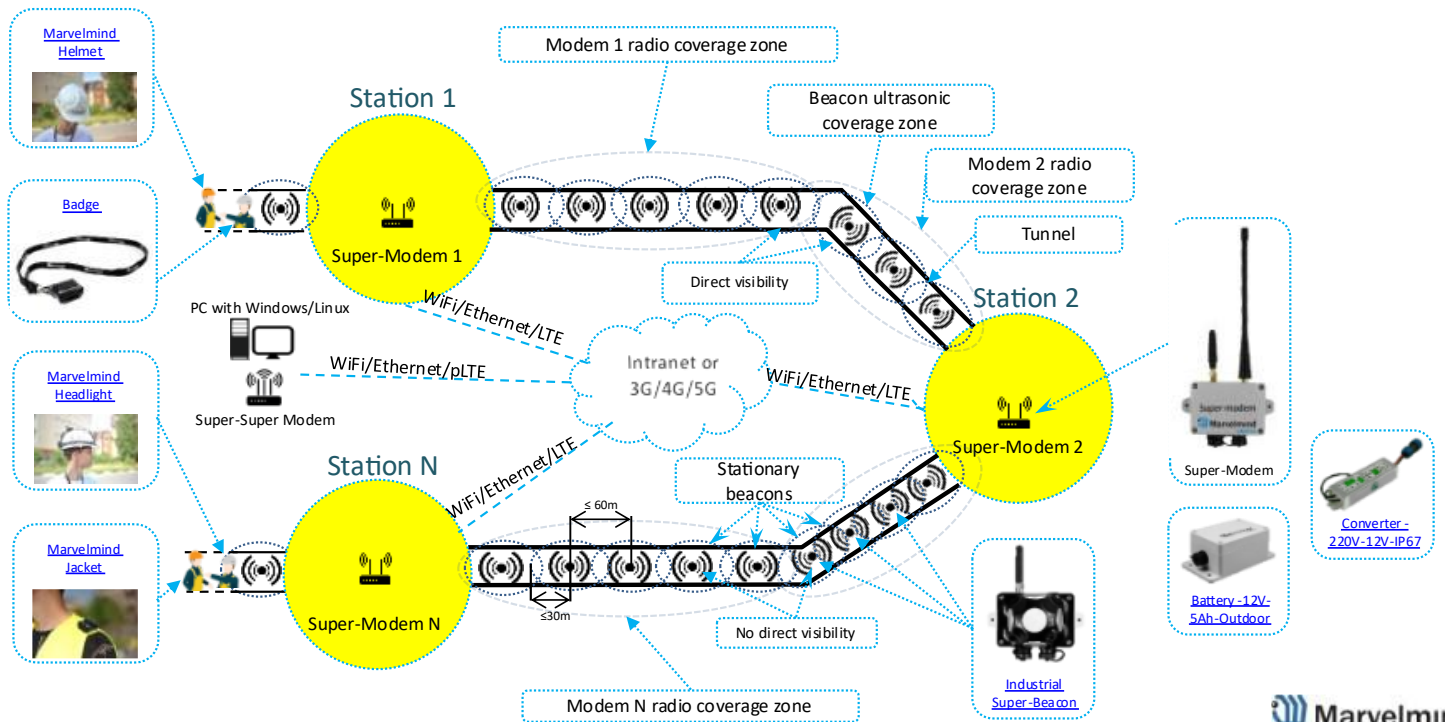 Marvelmind
Helmet
Modem 1 radio coverage zone
Station 1
Beacon ultrasonic
coverage zone
Modem 2 radio
coverage zone
Badge
Super-Modem 1
Tunnel
Direct visibility
Station 2
PC with Windows/Linux
WiFi/Ethernet/LTE
Intranet or
3G/4G/5G
WiFi/Ethernet/pLTE
WiFi/Ethernet/LTE
Super-Super Modem
Marvelmind
Headlight
Super-Modem 2
Super-modem
Marvelmind
Super-Modem
Station N
WiFi/Ethernet/LTE
Stationary
beacons
≤ 60m
Converter -
220V-12V-IP67
Marvelmind
Jacket
Super-Modem N
≤30m
No direct visibility
Battery -12V-
5Ah-Outdoor
Industrial
Super-Beacon
Modem N radio coverage zone